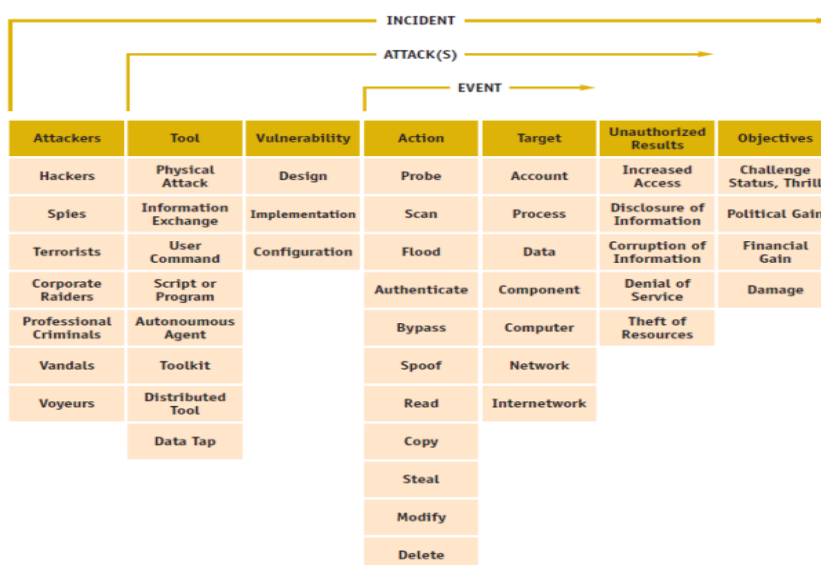 INCIDENT
ATTACK(S)
EVENT
Attackers
Tool
Vulnerability
Action
Target
Unauthorized
Results
Objectives
Hackers
Physical
Attack
Design
Probe
Account
Increased
Access
Challenge
Status, Thrill
Spies
Information
Exchange
Implementation
Scan
Process
Disclosure of
Information
Political Gain
Terrorists
User
Command
Configuration
Flood
Data
Corruption of
Information
Financial
Gain
Corporate
Raiders
Script or
Program
Authenticate
Component
Denial of
Service
Damage
Professional
Criminals
Autonoumous
Agent
Bypass
Computer
Theft of
Resources
Vandals
Toolkit
Spoof
Network
Voyeurs
Distributed
Tool
Read
Internetwork
Data Tap
Copy
Steal
Modify
Delete